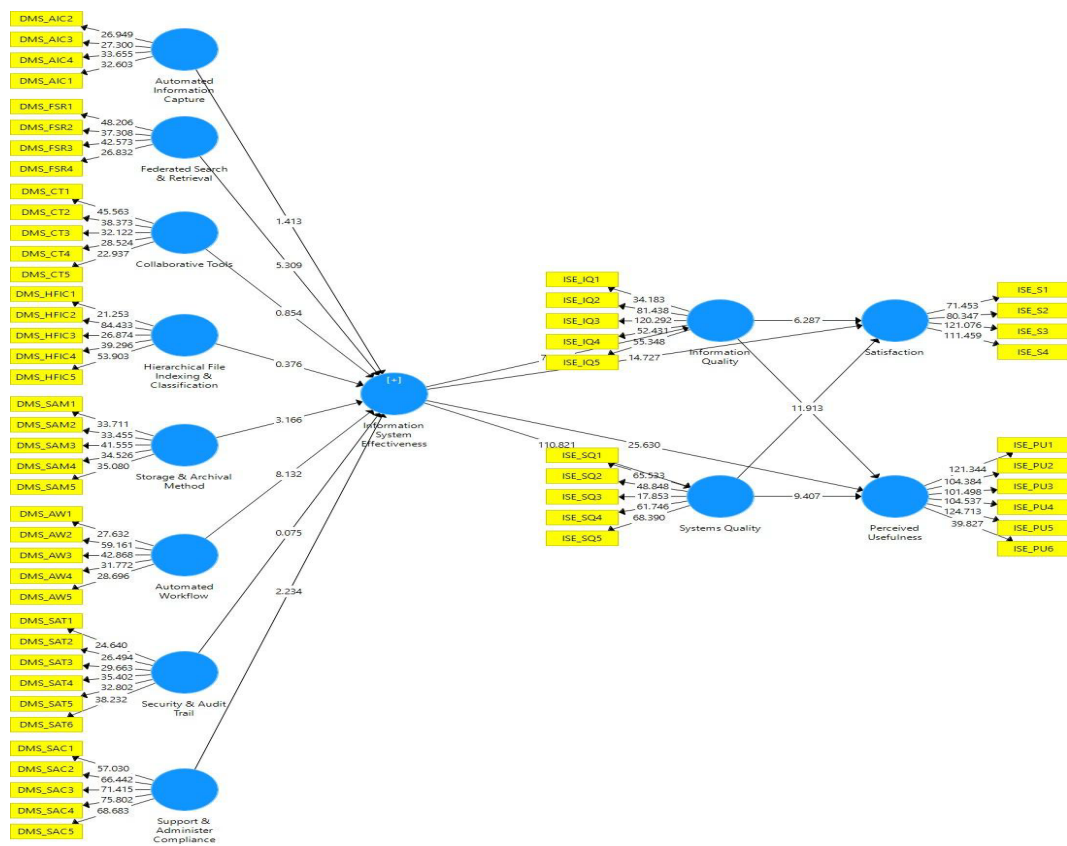 DMS_AIC2
DMS_AIC3
DMS_AIC4
DMS_AIC1
26.949
27.300
33.655
32.603
Automated
Information
Capture
DMS_FSR1
DMS_FSR2
DMS_FSR3
DMS_FSR4
48.206
37.308
42.573
26.832
Federated Search
& Retrieval
DMS_CT1
DMS_CT2
DMS_CT3
DMS_CT4
DMS_CT5
45.563
38.373
32.122
28.524
22.937
Collaborative Tools
DMS_HFIC1
DMS_HFIC2
DMS_HFIC3
DMS_HFIC4
DMS_HFIC5
21.253
84.433
26.874
39.296
53.903
Hierarchical File
Indexing &
Classification
DMS_SAM1
DMS_SAM2
DMS_SAM3
DMS_SAM4
DMS_SAM5
33.711
33.455
41.555
34.526
35.080
Storage & Archival
Method
DMS_AW1
DMS_AW2
DMS_AW3
DMS_AW4
DMS_AW5
27.632
59.161
42.868
31.772
28.696
Automated
Workflow
DMS_SAT1
DMS_SAT2
DMS_SAT3
DMS_SAT4
DMS_SAT5
DMS_SAT6
24.640
26.494
29.663
35.402
32.802
38.232
Security & Audit
Trail
DMS_SAC1
DMS_SAC2
DMS_SAC3
DMS_SAC4
DMS_SAC5
57.030
66.442
71.415
75.802
68.683
Support &
Administer
Compliance
1.413
5.309
0.854
0.376
3.166
8.132
0.075
2.234
[+]
Information
System
Effectiveness
14.727
25.630
110.821
ISE_IQ1
ISE_IQ2
ISE_IQ3
ISE_IQ4
ISE_IQ5
34.183
81.438
120.292
52.431
55.348
Information
Quality
ISE_SQ1
ISE_SQ2
ISE_SQ3
ISE_SQ4
ISE_SQ5
65.533
48.848
17.853
61.746
68.390
Systems Quality
6.287
11.913
9.407
Satisfaction
71.453
80.347
121.076
111.459
ISE_S1
ISE_S2
ISE_S3
ISE_S4
Perceived
Usefulness
121.344
104.384
101.498
104.537
124.713
39.827
ISE_PU1
ISE_PU2
ISE_PU3
ISE_PU4
ISE_PU5
ISE_PU6